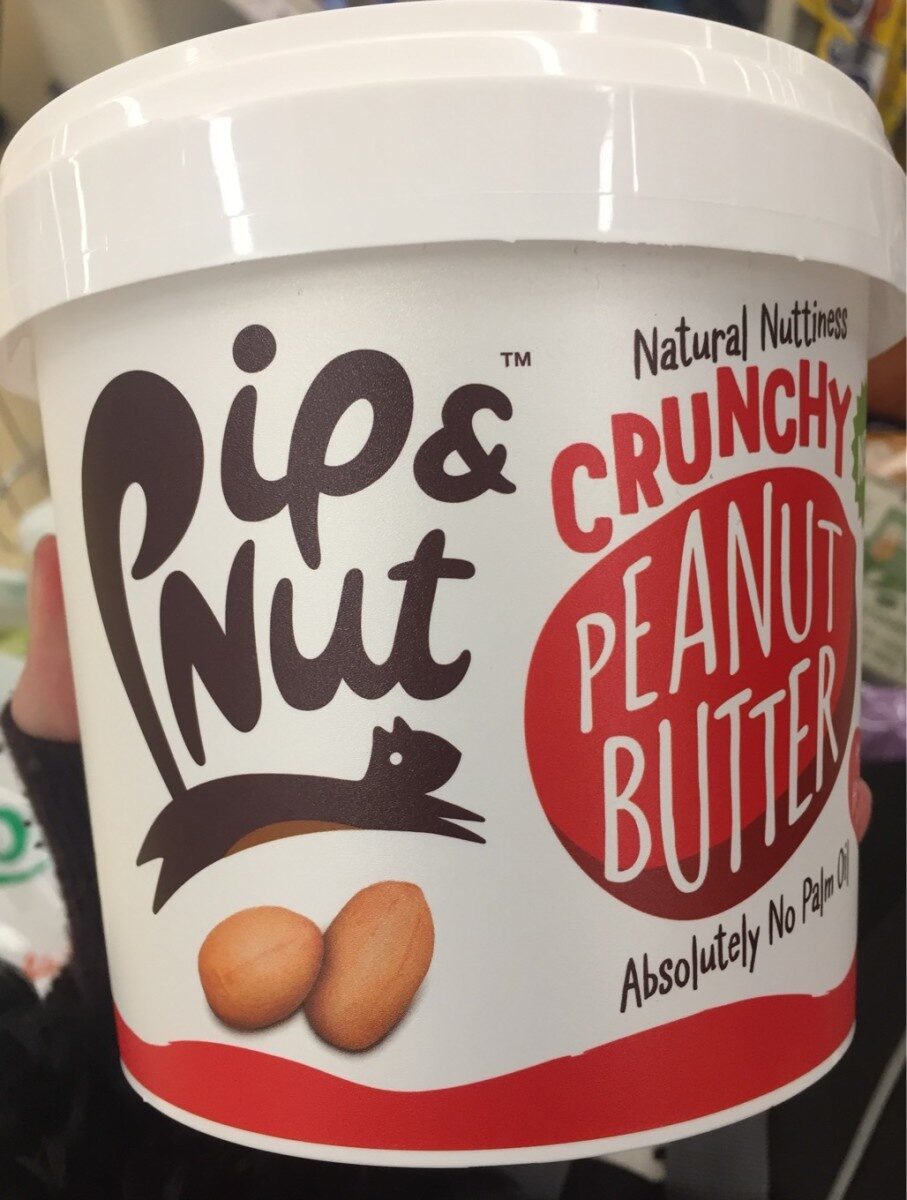 Pip &
Nut
TM
Natural Nuttiness
CRUNCHY
PEANUT
BUTTER
Absolutely No Palm Oil